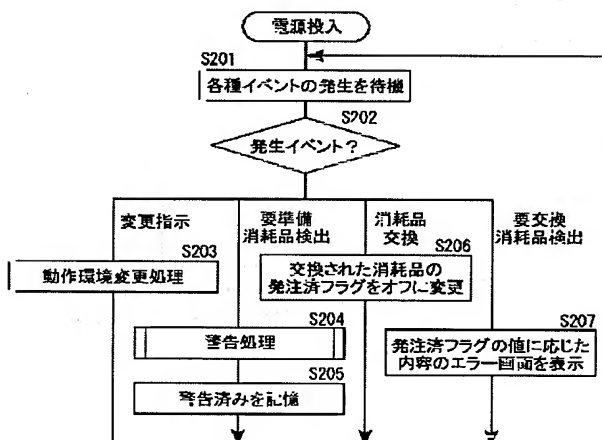 電源投入
S201
各種イベントの発生を待機
S202
発生イベント?
変更指示
要準備
消耗品検出
消耗品
交換
要交換
消耗品検出
S203
動作環境変更処理
S206
交換された消耗品の
発注済フラグをオフに変更
S204
警告処理
S207
発注済フラグの値に応じた
内容のエラー画面を表示
S205
警告済みを記憶